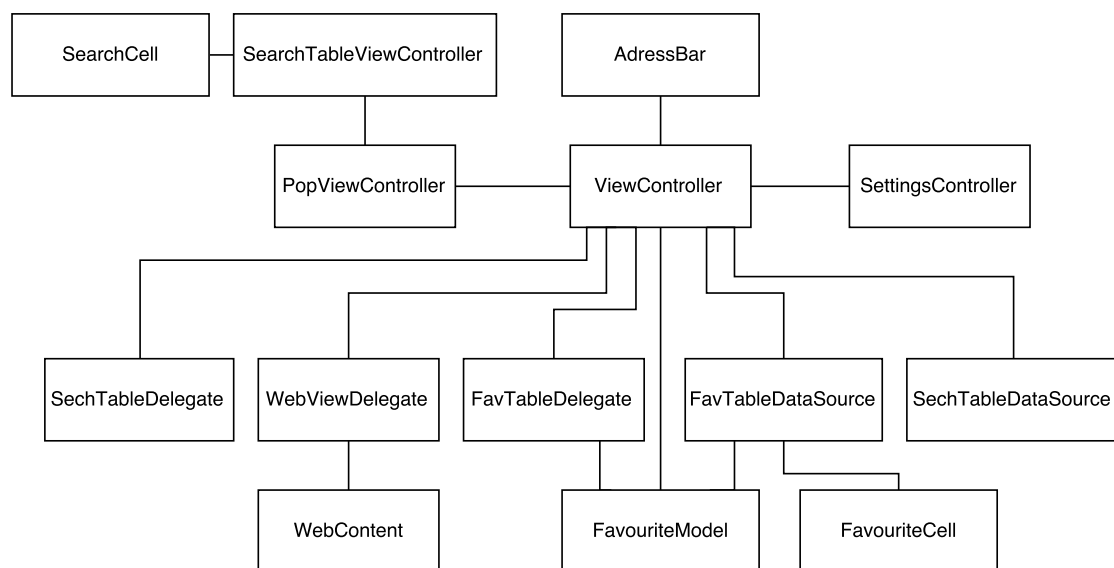 SearchCell
SearchTableViewController
AdressBar
PopViewController
ViewController
SettingsController
SechTableDelegate
WebViewDelegate
FavTableDelegate
FavTableDataSource
SechTableDataSource
WebContent
FavouriteModel
FavouriteCell